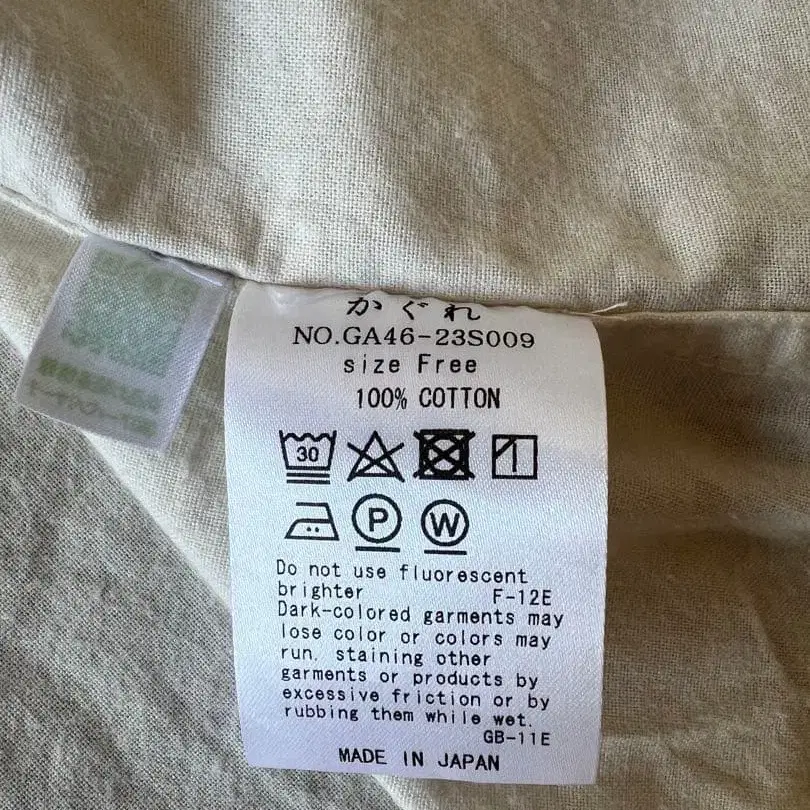 かぐれ
NO.GA46-23S009
size Free
100% COTTON
30
P W
Do not use fluorescent
brighter F-12E
Dark-colored garments may
lose color or colors may
run, staining other
garments or products by
excessive friction or by
rubbing them while wet.
GB-11E
MADE IN JAPAN